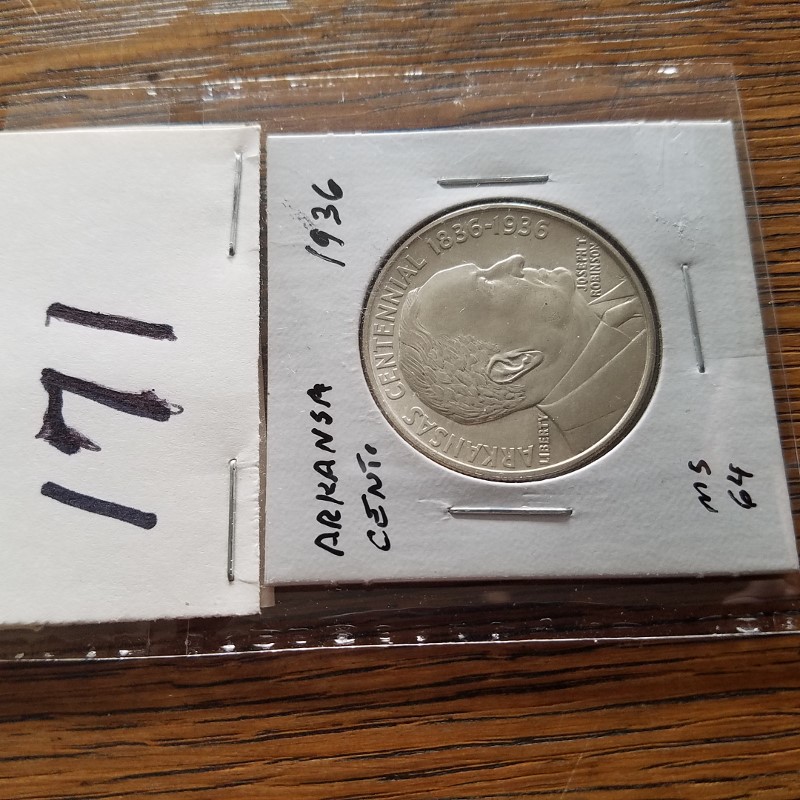 171
ARKANSA 1936
CENT.
MS
64
ARKANSAS CENTENNIAL 1836-1936
LIBERTY
JOSEPH T
ROBINSON